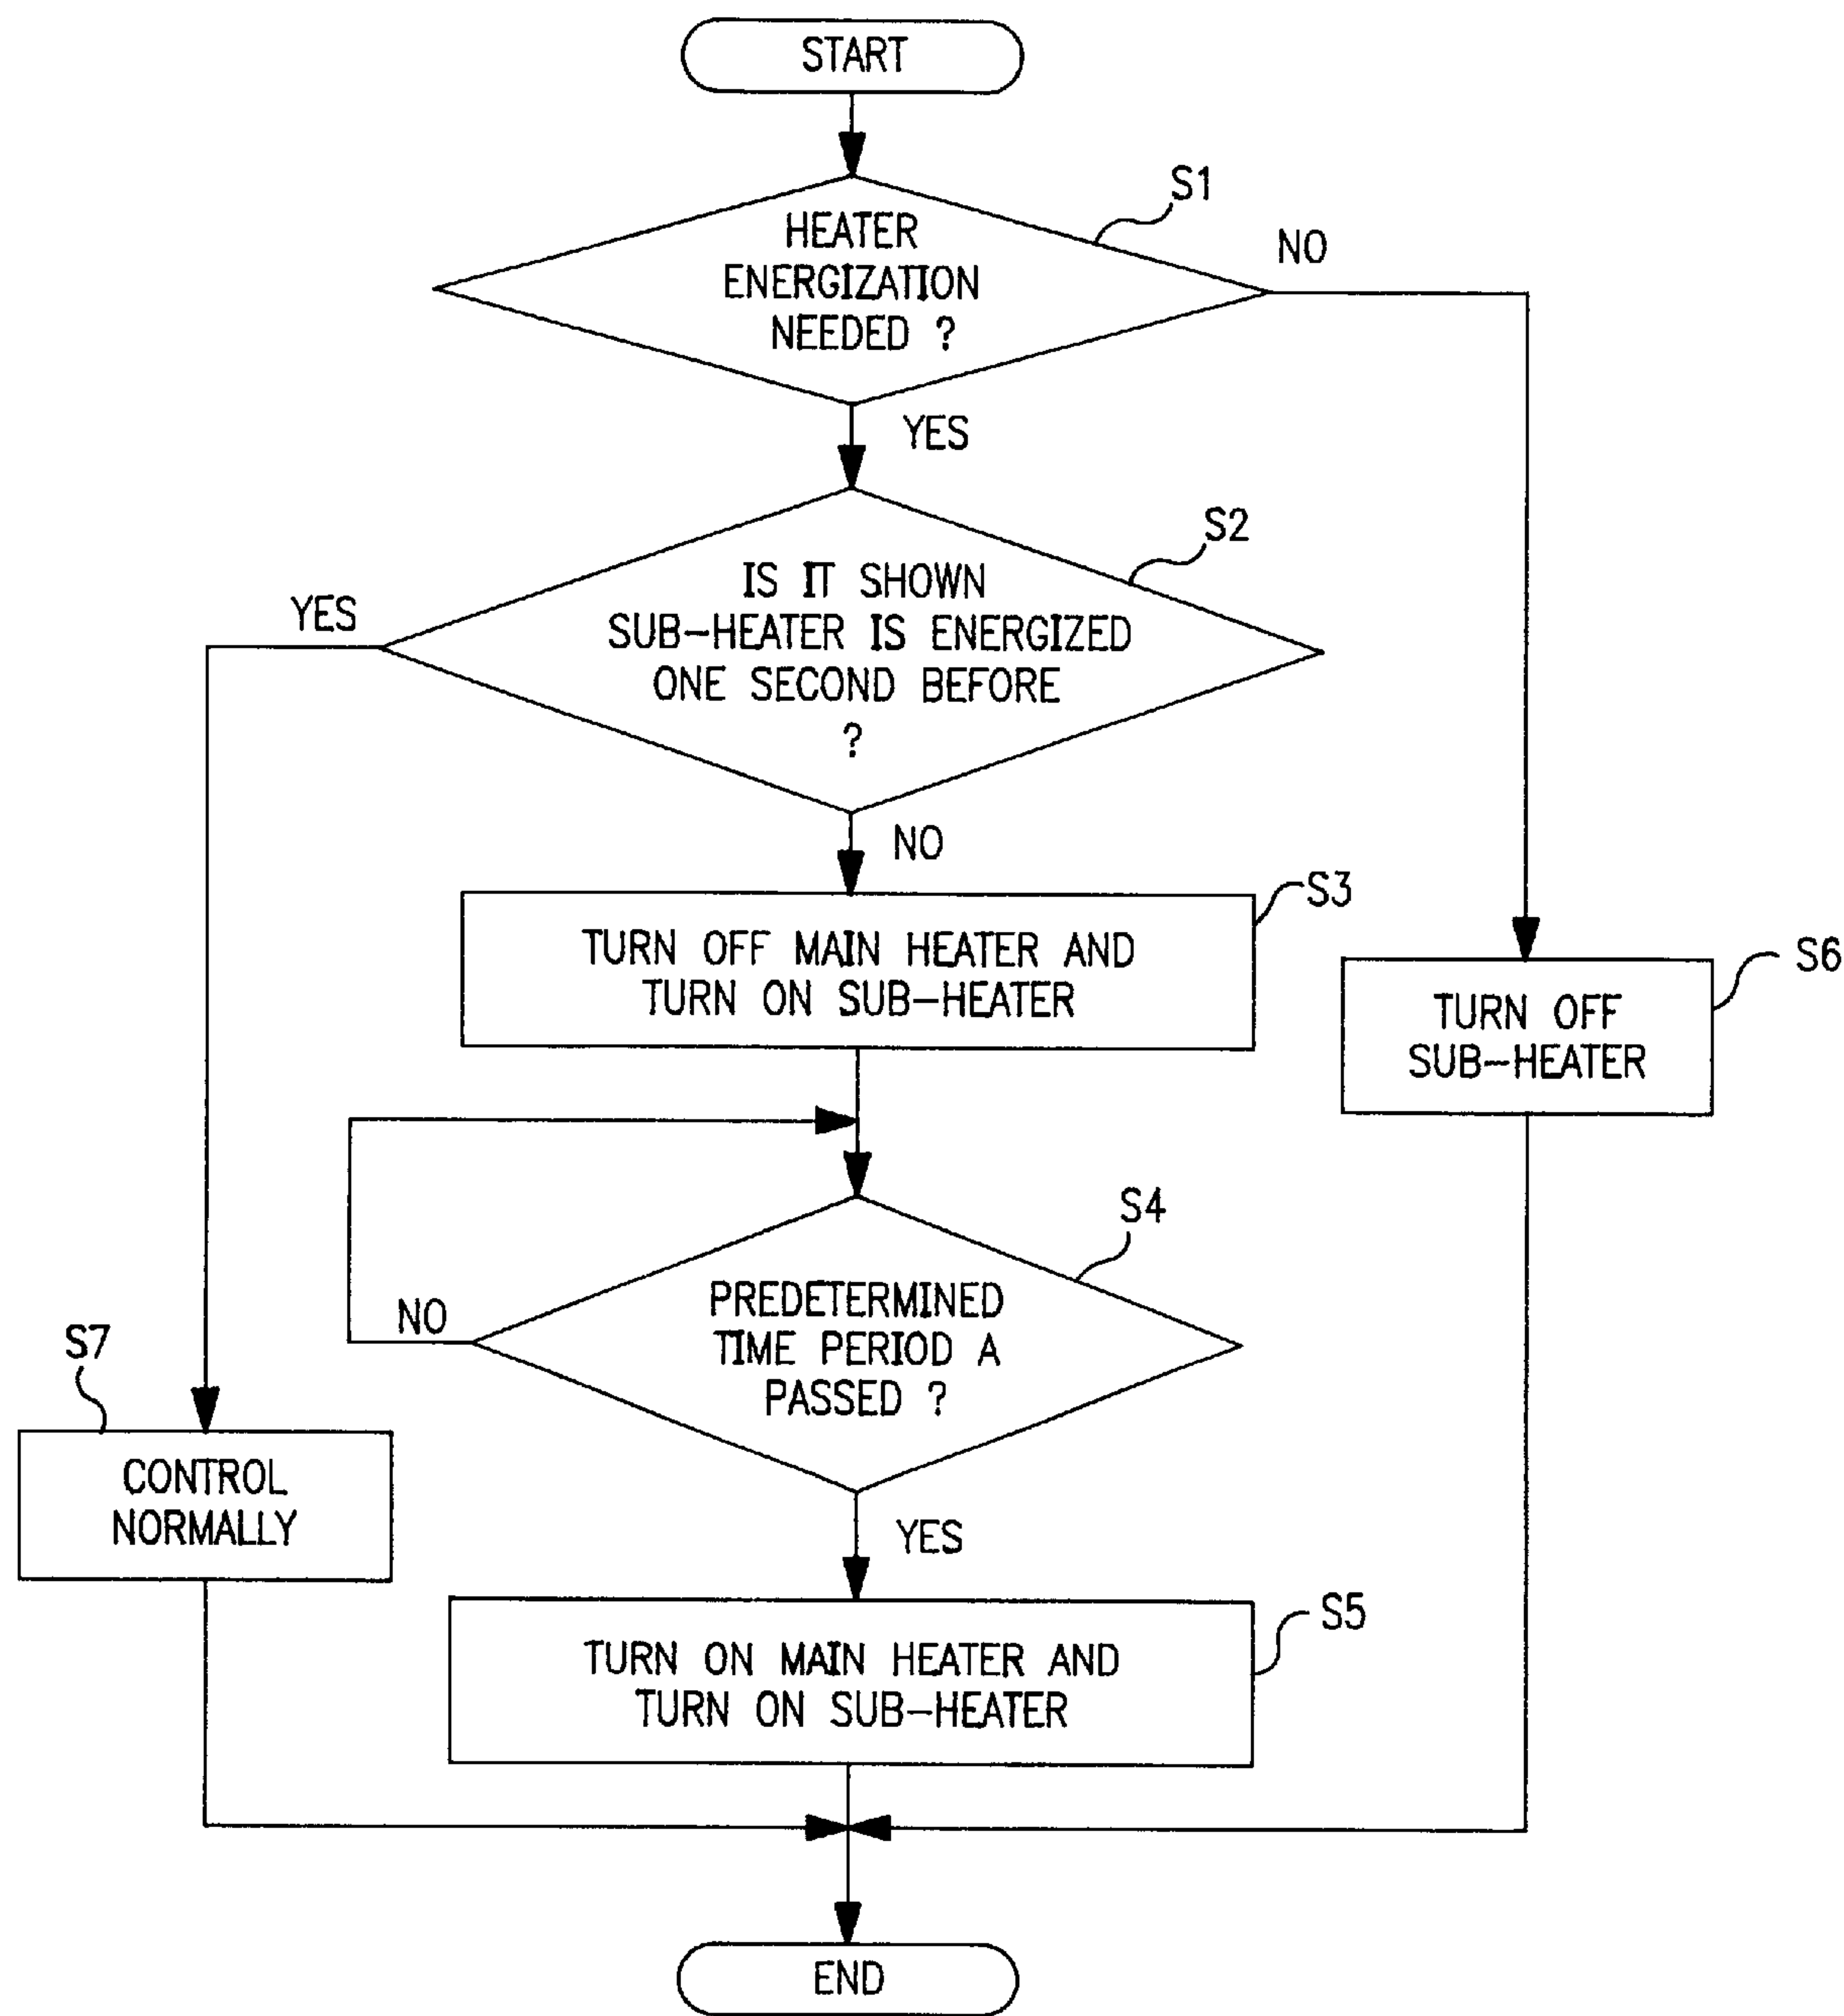 START
S1
HEATER
ENERGIZATION
NEEDED ?
NO
YES
S2
IS IT SHOWN
SUB-HEATER IS ENERGIZED
ONE SECOND BEFORE
?
YES
NO
S3
TURN OFF MAIN HEATER AND
TURN ON SUB-HEATER
S6
TURN OFF
SUB-HEATER
S4
PREDETERMINED
TIME PERIOD A
PASSED ?
NO
S7
CONTROL
NORMALLY
YES
S5
TURN ON MAIN HEATER AND
TURN ON SUB-HEATER
END